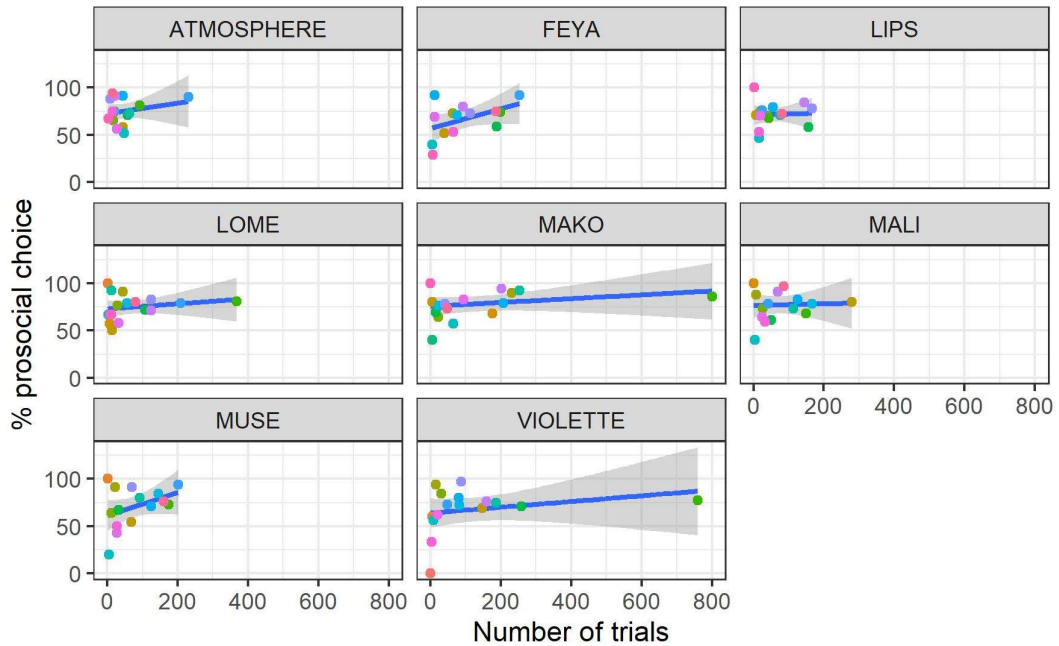 ATMOSPHERE FEYA LIPS
100
50
0
LOME MAKO MALI
100
50
0
0 200 400 600 800
MUSE VIOLETTE
100
50
0
0 200 400 600 800 0 200 400 600 800
% prosocial choice
Number of trials